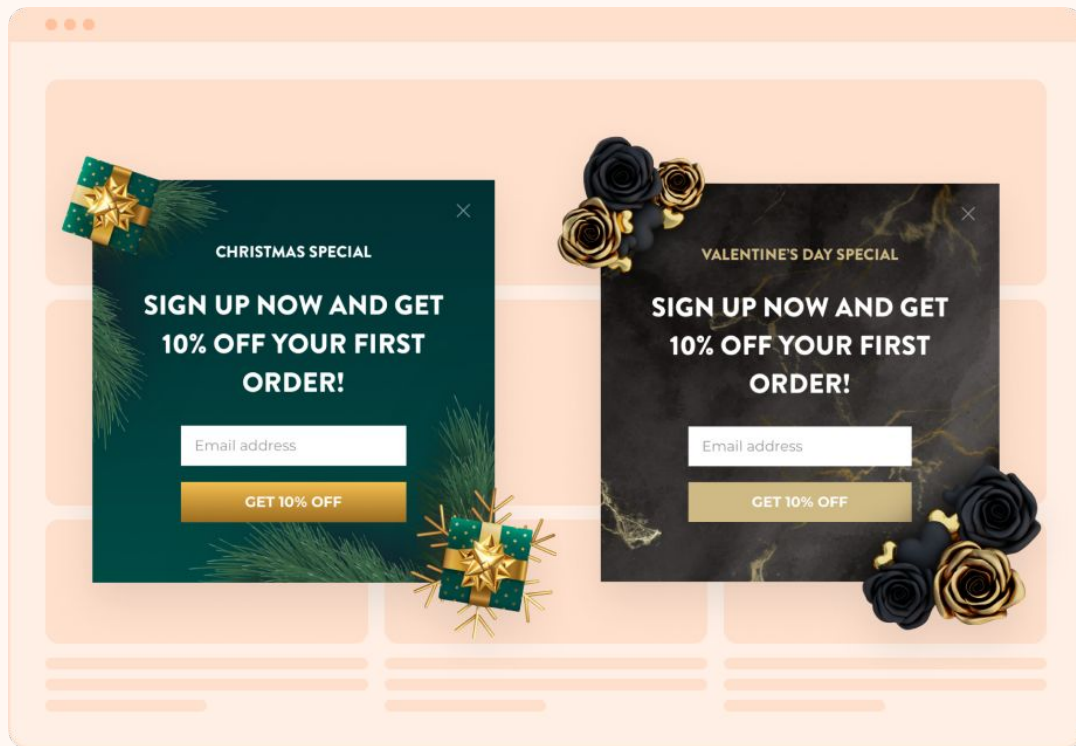 CHRISTMAS SPECIAL
SIGN UP NOW AND GET
10% OFF YOUR FIRST
ORDER!
Email address
GET 10% OFF
VALENTINE'S DAY SPECIAL
SIGN UP NOW AND GET
10% OFF YOUR FIRST
ORDER!
Email address
GET 10% OFF